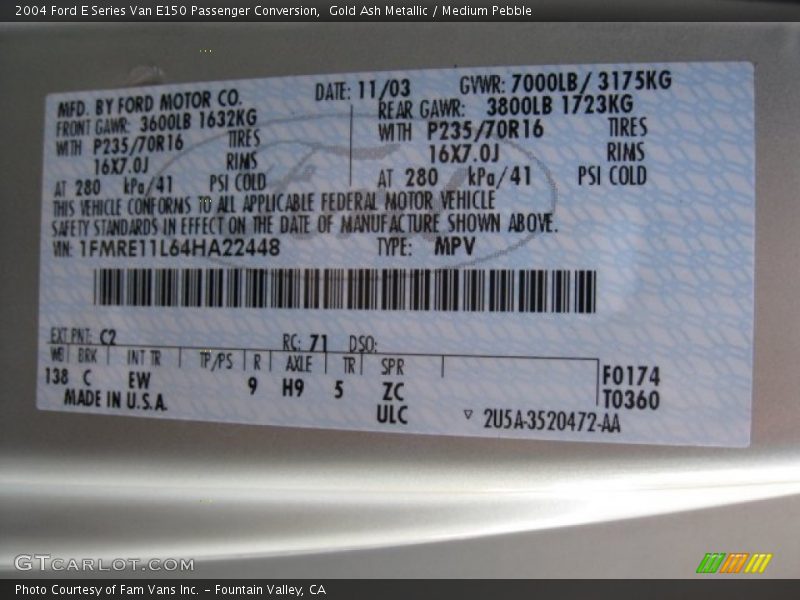 2004 Ford E Series Van E150 Passenger Conversion,  Gold Ash Metallic / Medium Pebble
MFD. BY FORD MOTOR CO. DATE: 11/03 GVWR: 7000LB/ 3175KG
FRONT GAWR: 3600LB 1632KG REAR GAWR: 3800LB 1723KG
WITH P235/70R16 TIRES WITH P235/70R16 TIRES
16X7.0J RIMS 16X7.0J RIMS
AT 280 kPa/41 PSI COLD AT 280 kPa/41 PSI COLD
THIS VEHICLE CONFORMS TO ALL APPLICABLE FEDERAL MOTOR VEHICLE
SAFETY STANDARDS IN EFFECT ON THE DATE OF MANUFACTURE SHOWN ABOVE.
VIN: 1FMRE11L64HA22448 TYPE: MPV
EXT PNT: C2 RC: 71 DSO:
WB BRK INT TR TP/PS R AXLE TR SPR
138 C EW 9 H9 5 ZC F0174
MADE IN U.S.A. ULC T0360
▽ 2U5A-3520472-AA
GTCARLOT.COM
Photo Courtesy of Fam Vans Inc. - Fountain Valley, CA